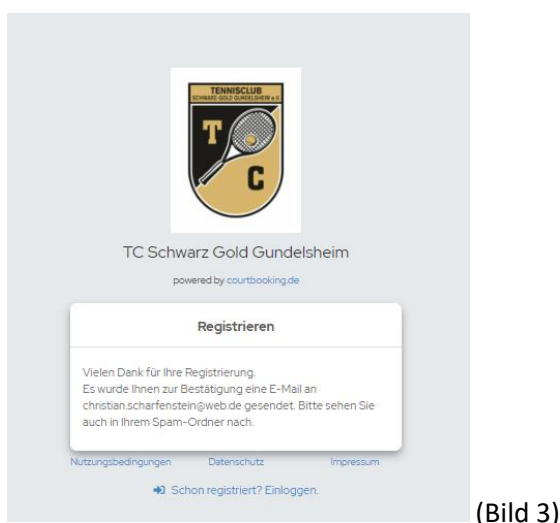 TENNISCLUB
SCHWARZ-GOLD GUNDELSHEIM e.V.
T
C
TC Schwarz Gold Gundelsheim
powered by courtbooking.de
Registrieren
Vielen Dank für Ihre Registrierung.
Es wurde Ihnen zur Bestätigung eine E-Mail an
christian.scharfenstein@web.de gesendet. Bitte sehen Sie
auch in Ihrem Spam-Ordner nach.
Nutzungsbedingungen Datenschutz Impressum
Schon registriert? Einloggen.
(Bild 3)